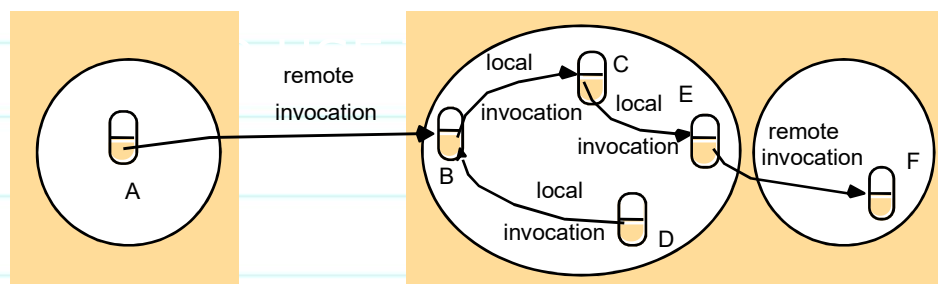 remote
invocation
A
local
invocation
C
local
invocation
E
B
local
invocation
D
remote
invocation
F